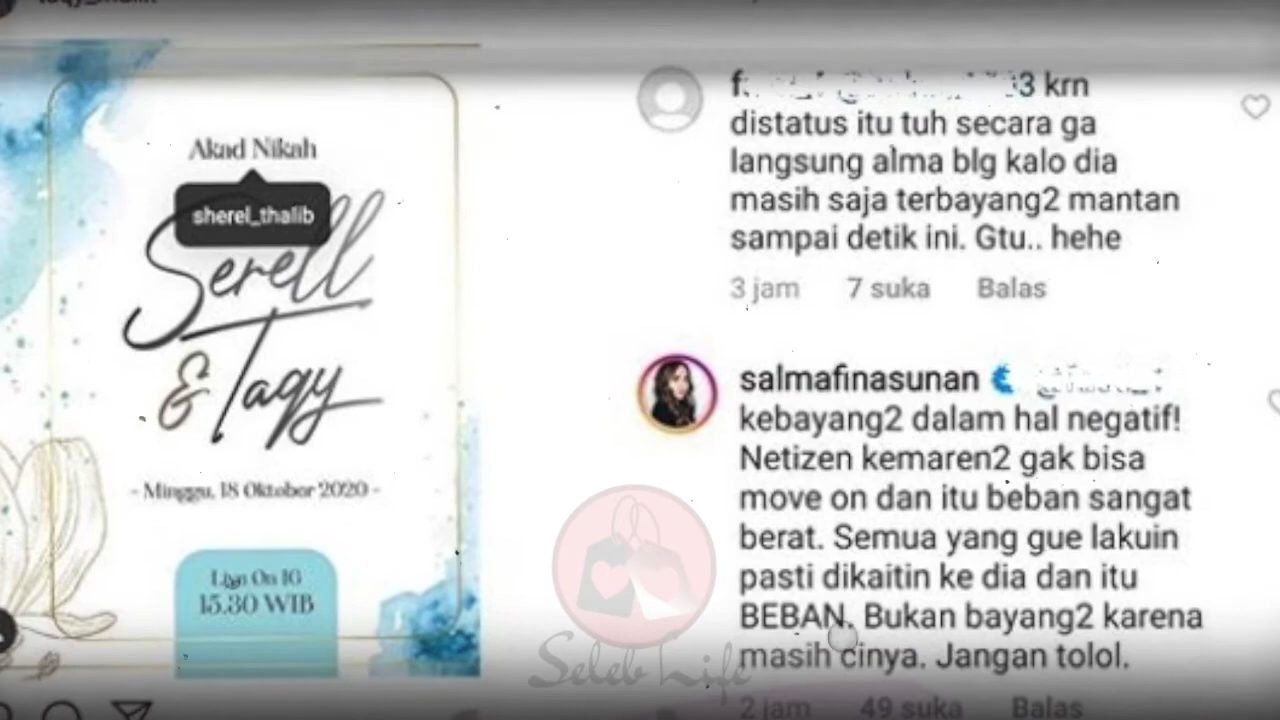 Akad Nikah
sherel_thalib
Serell
& Taqy
- Minggu, 18 Oktober 2020 -
Live On IG
15.30 WIB
3 krn
distatus itu tuh secara ga
langsung alma blg kalo dia
masih saja terbayang2 mantan
sampai detik ini. Gtu.. hehe
3 jam 7 suka Balas
salmafinasunan
kebayang2 dalam hal negatif!
Netizen kemaren2 gak bisa
move on dan itu beban sangat
berat. Semua yang gue lakuin
pasti dikaitin ke dia dan itu
BEBAN. Bukan bayang2 karena
masih cinya. Jangan tolol.
2 jam 49 suka Balas
Seleb Life